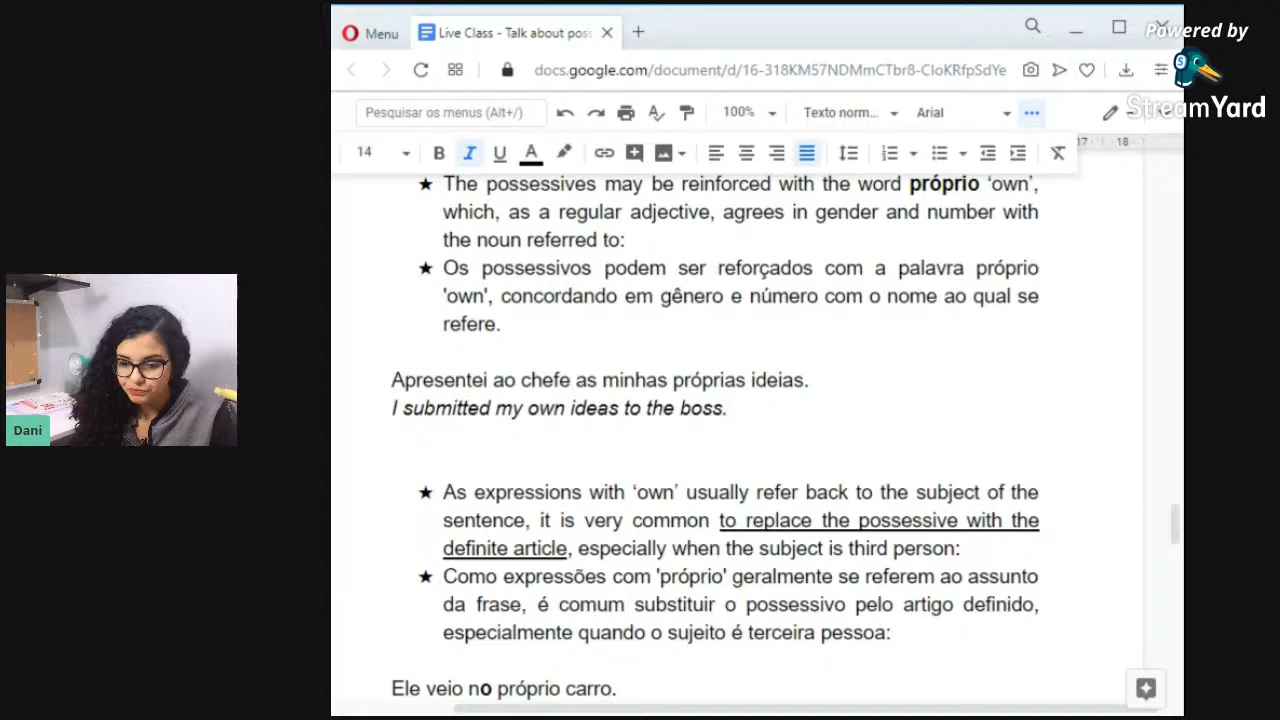 Powered by
StreamYard
Menu
Live Class - Talk about poss
docs.google.com/document/d/16-318KM57NDMmCTbr8-CIoKRfpSdYe
Pesquisar os menus (Alt+/)
100%
Texto norm...
Arial
14
B I U A
17 18
★ The possessives may be reinforced with the word próprio ‘own’,
which, as a regular adjective, agrees in gender and number with
the noun referred to:
★ Os possessivos podem ser reforçados com a palavra próprio
'own', concordando em gênero e número com o nome ao qual se
refere.
Apresentei ao chefe as minhas próprias ideias.
I submitted my own ideas to the boss.
★ As expressions with ‘own’ usually refer back to the subject of the
sentence, it is very common to replace the possessive with the
definite article, especially when the subject is third person:
★ Como expressões com 'próprio' geralmente se referem ao assunto
da frase, é comum substituir o possessivo pelo artigo definido,
especialmente quando o sujeito é terceira pessoa:
Ele veio no próprio carro.
Dani